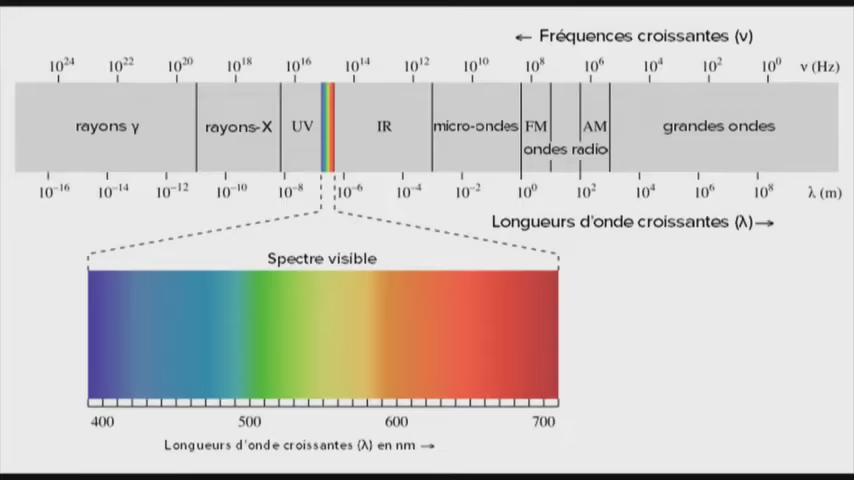 ← Fréquences croissantes (ν)
10²⁴ 10²² 10²⁰ 10¹⁸ 10¹⁶ 10¹⁴ 10¹² 10¹⁰ 10⁸ 10⁶ 10⁴ 10² 10⁰ ν (Hz)
rayons γ rayons-X UV IR micro-ondes FM AM grandes ondes
ondes radio
10⁻¹⁶ 10⁻¹⁴ 10⁻¹² 10⁻¹⁰ 10⁻⁸ 10⁻⁶ 10⁻⁴ 10⁻² 10⁰ 10² 10⁴ 10⁶ 10⁸ λ (m)
Longueurs d'onde croissantes (λ)→
Spectre visible
400 500 600 700
Longueurs d'onde croissantes (λ) en nm →